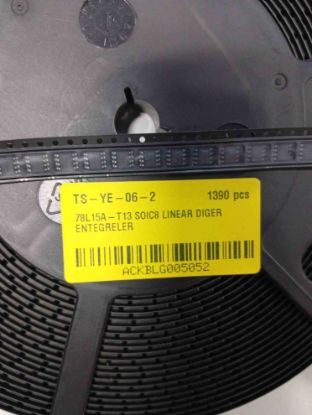 TS-YE-06-2 1390 pcs
78L15A-T13 SOIC8 LINEAR DIGER
ENTEGRELER
ACKBLG005052